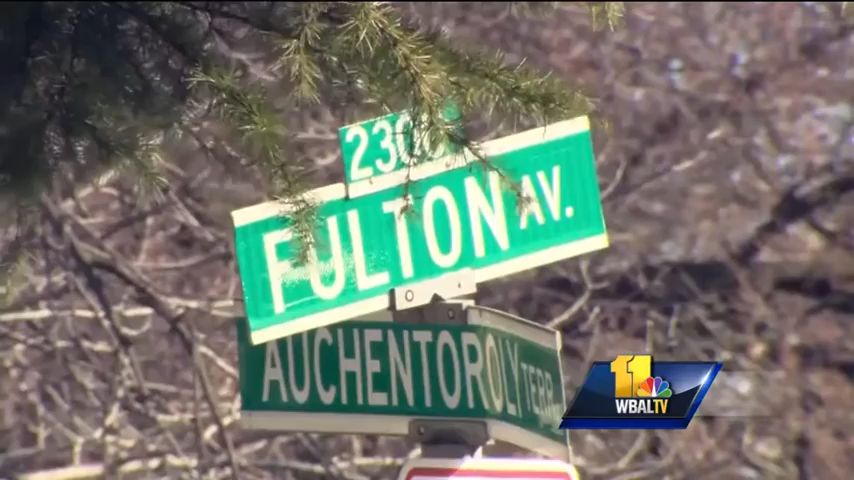 2300
FULTON AV.
AUCHENTOROLY TERR.
11
WBALTV